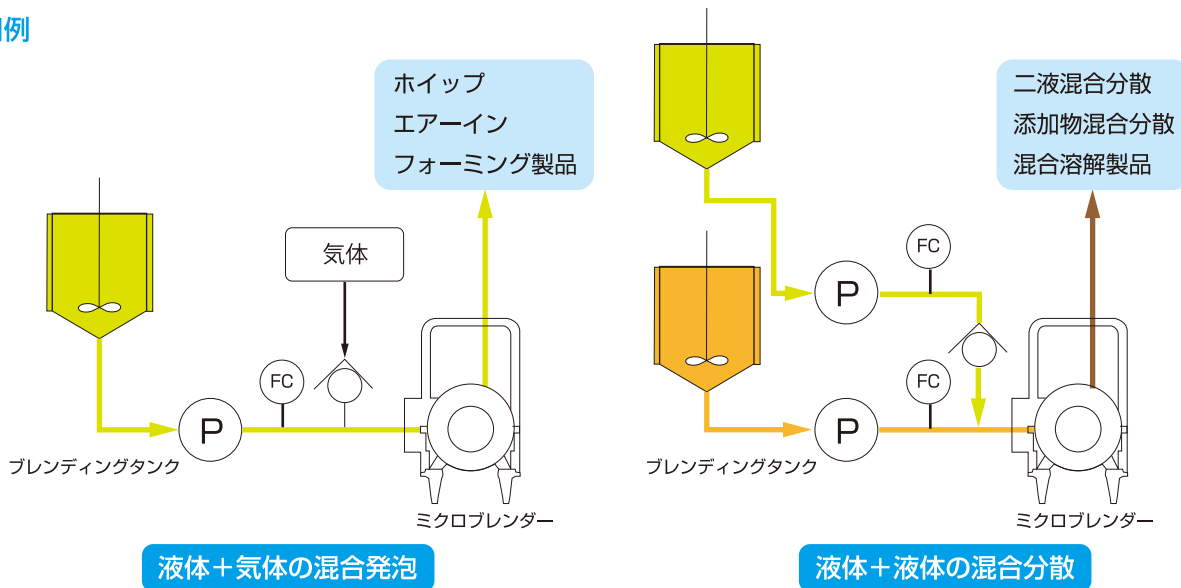 例
ホイップ
エアーイン
フォーミング製品
気体
FC
P
ブレンディングタンク
ミクロブレンダー
液体＋気体の混合発泡
二液混合分散
添加物混合分散
混合溶解製品
FC
P
FC
P
ブレンディングタンク
ミクロブレンダー
液体＋液体の混合分散